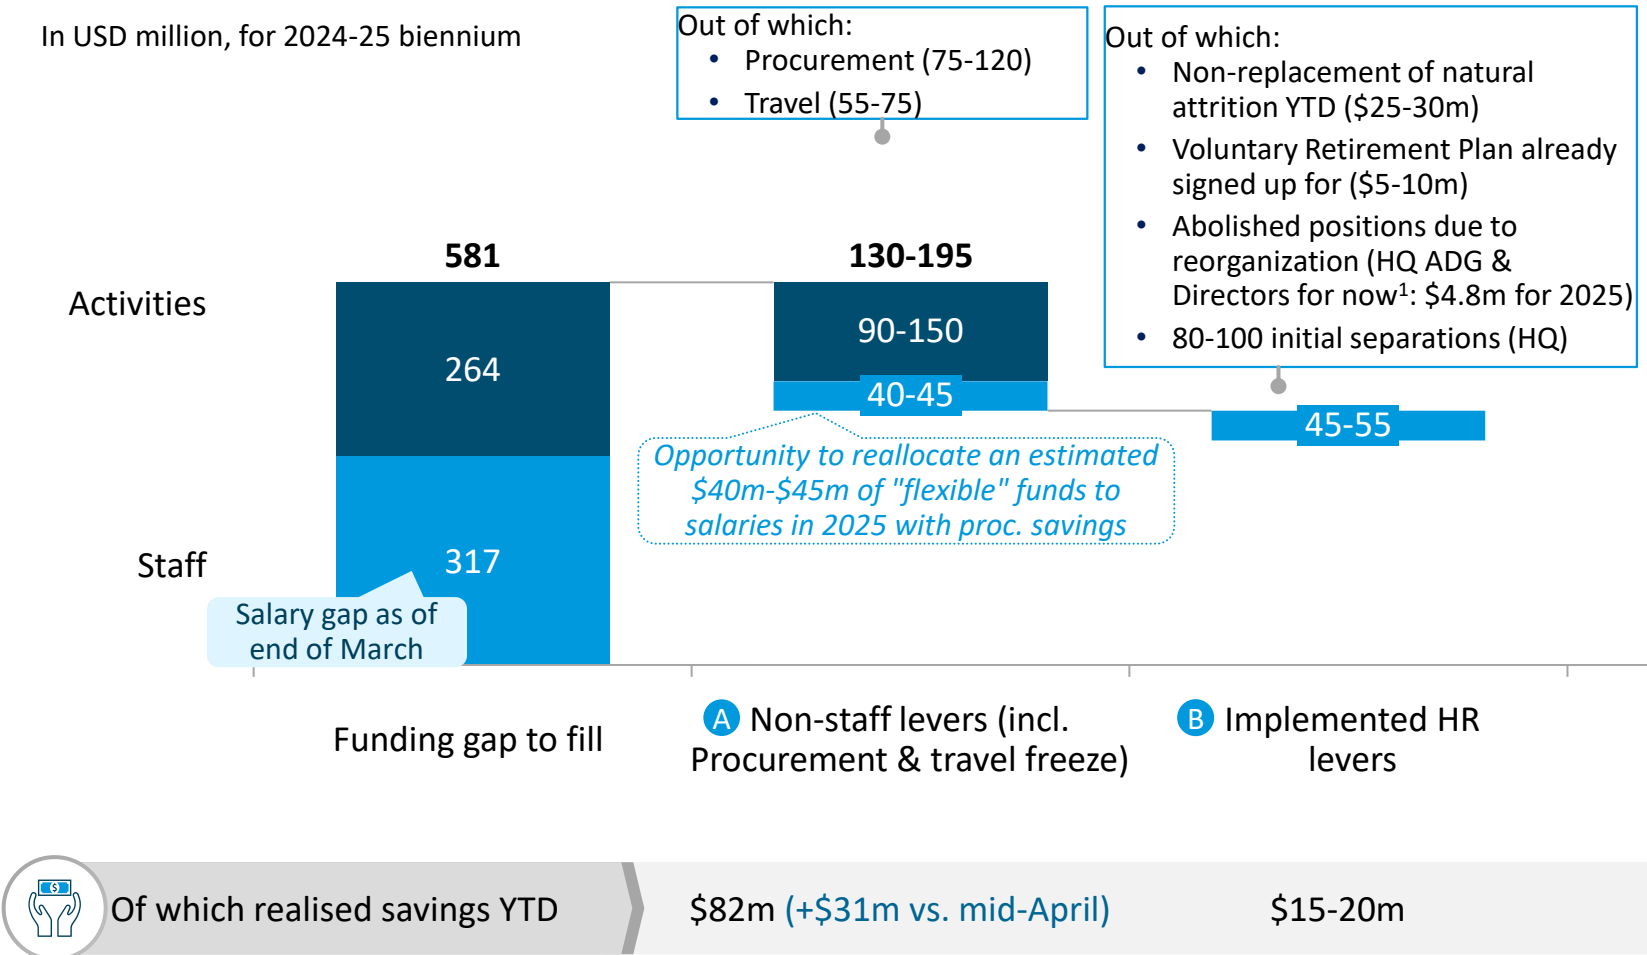 In USD million, for 2024-25 biennium
Out of which:
• Procurement (75-120)
• Travel (55-75)
Out of which:
• Non-replacement of natural
attrition YTD ($25-30m)
• Voluntary Retirement Plan already
signed up for ($5-10m)
• Abolished positions due to
reorganization (HQ ADG &
Directors for now¹: $4.8m for 2025)
• 80-100 initial separations (HQ)
581
130-195
Activities
264
90-150
40-45
45-55
Opportunity to reallocate an estimated
$40m-$45m of "flexible" funds to
salaries in 2025 with proc. savings
Staff
317
Salary gap as of
end of March
Funding gap to fill
A Non-staff levers (incl.
Procurement & travel freeze)
B Implemented HR
levers
$
Of which realised savings YTD
$82m (+$31m vs. mid-April)
$15-20m